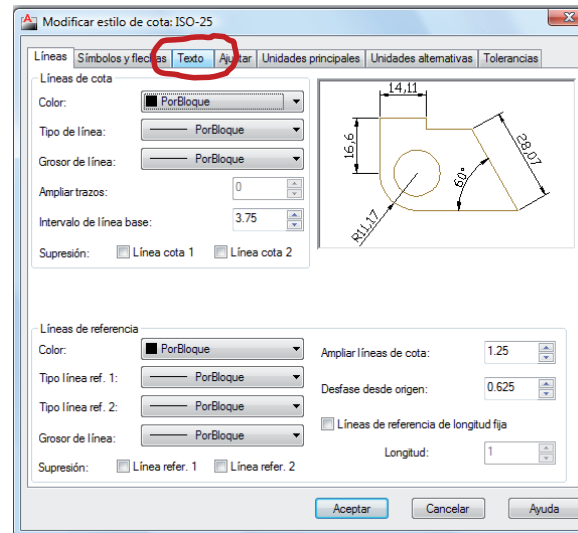 Modificar estilo de cota: ISO-25
Líneas Símbolos y flechas Texto Ajustar Unidades principales Unidades alternativas Tolerancias
Líneas de cota
Color: PorBloque
Tipo de línea: PorBloque
Grosor de línea: PorBloque
Ampliar trazos: 0
Intervalo de línea base: 3.75
Supresión: Línea cota 1 Línea cota 2
14,11
16,6
28,07
60°
R11,17
Líneas de referencia
Color: PorBloque
Tipo línea ref. 1: PorBloque
Tipo línea ref. 2: PorBloque
Grosor de línea: PorBloque
Supresión: Línea refer. 1 Línea refer. 2
Ampliar líneas de cota: 1.25
Desfase desde origen: 0.625
Líneas de referencia de longitud fija
Longitud: 1
Aceptar Cancelar Ayuda